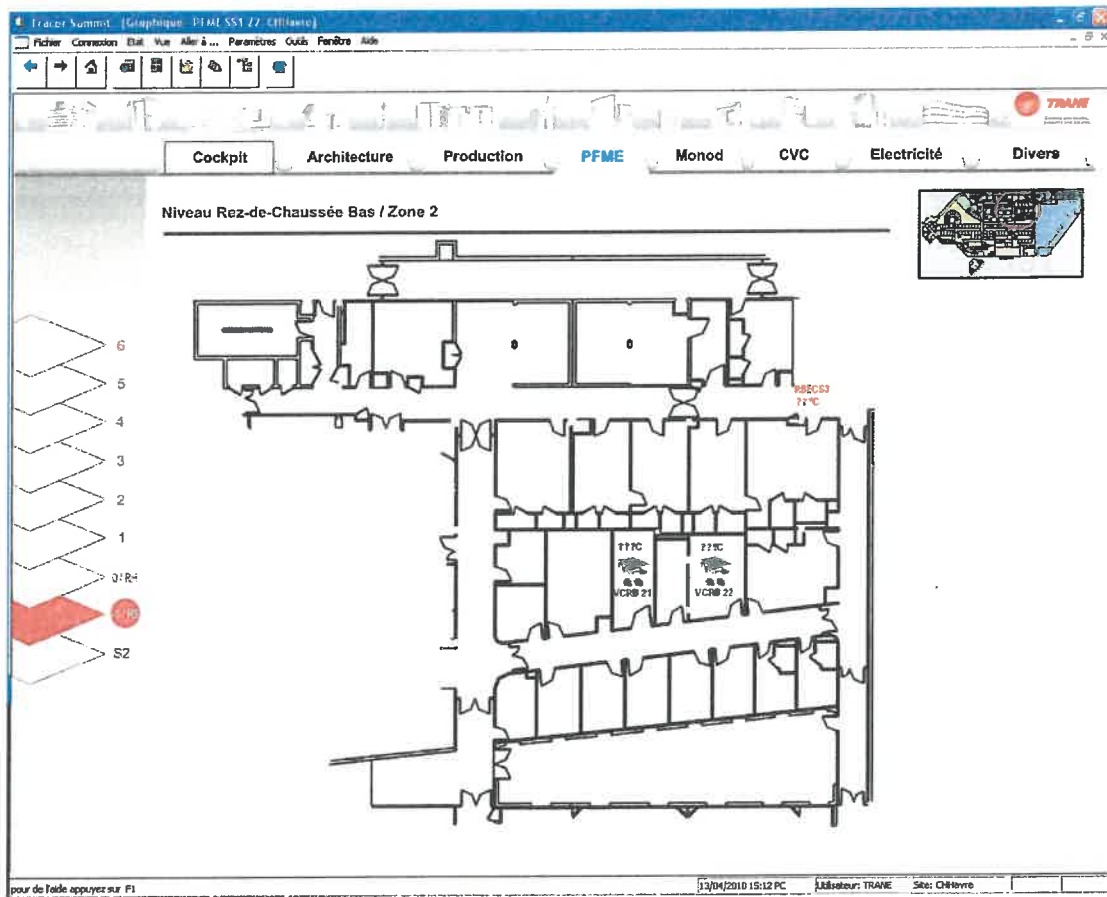 Tracer Summit - [Graphique - PFME SS1 Z2, CHHavre]
Fichier Connexion Etat Vue Aller à ... Paramètres Outils Fenêtre Aide
TRANE
Cockpit Architecture Production PFME Monod CVC Electricité Divers
Niveau Rez-de-Chaussée Bas / Zone 2
6
5
4
3
2
1
S2
??°C
???C ???C
VCRB 21 VCRB 22
pour de l'aide appuyez sur F1
13/04/2010 15:12 PC Utilisateur: TRANE Site: CHHavre